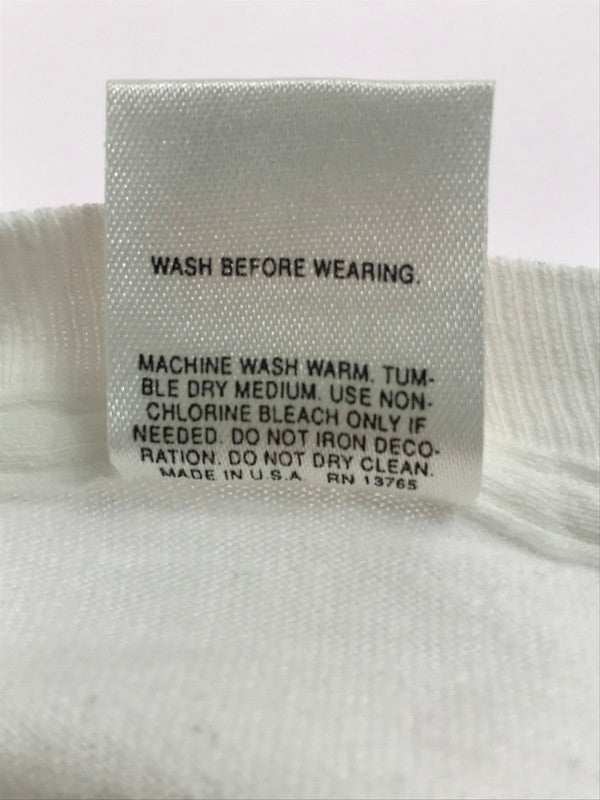 WASH BEFORE WEARING.
MACHINE WASH WARM. TUM-
BLE DRY MEDIUM. USE NON-
CHLORINE BLEACH ONLY IF
NEEDED. DO NOT IRON DECO-
RATION. DO NOT DRY CLEAN.
MADE IN U.S.A. RN 13765